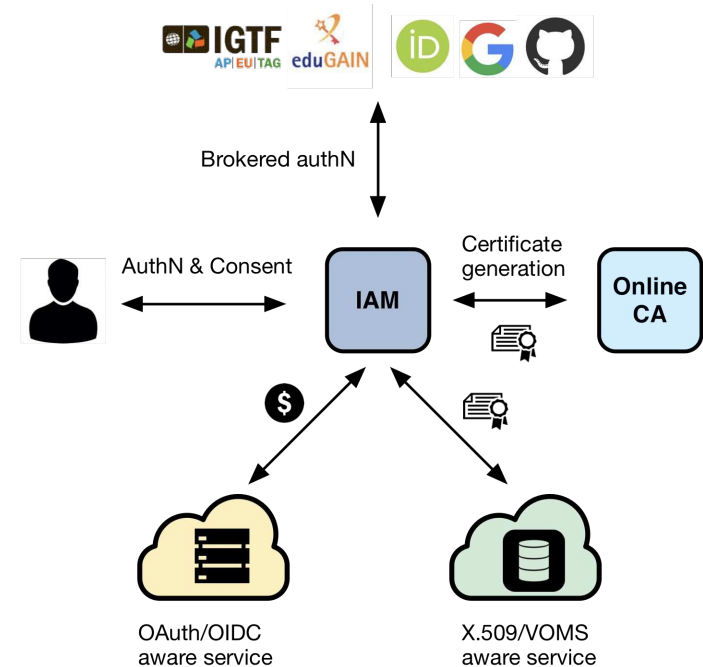 IGTF
AP|EU|TAG
eduGAIN
iD
G
Brokered authN
AuthN & Consent
IAM
Certificate
generation
Online
CA
$
OAuth/OIDC
aware service
X.509/VOMS
aware service